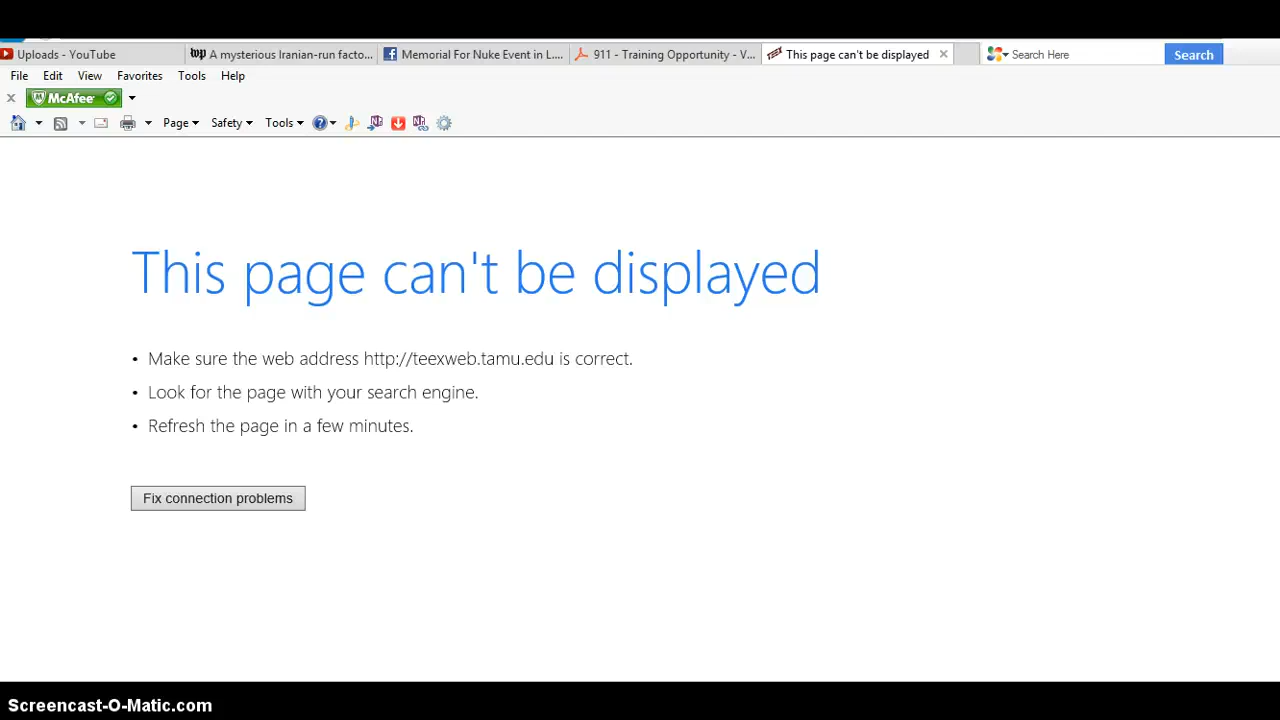 Uploads - YouTube
wp A mysterious Iranian-run facto...
Memorial For Nuke Event in L....
911 - Training Opportunity - V...
This page can't be displayed
Search Here
Search
File Edit View Favorites Tools Help
McAfee
Page Safety Tools
This page can't be displayed
• Make sure the web address http://teexweb.tamu.edu is correct.
• Look for the page with your search engine.
• Refresh the page in a few minutes.
Fix connection problems
Screencast-O-Matic.com